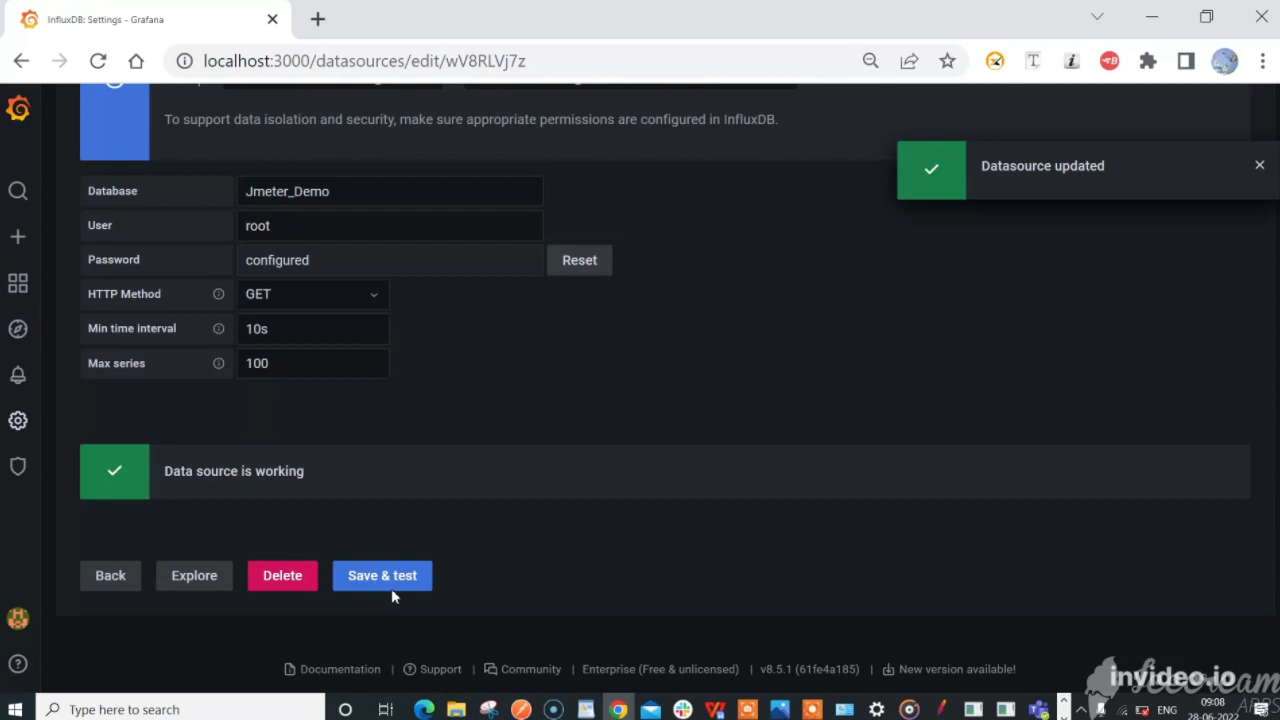 InfluxDB: Settings - Grafana
localhost:3000/datasources/edit/wV8RLVj7z
To support data isolation and security, make sure appropriate permissions are configured in InfluxDB.
Datasource updated
Database Jmeter_Demo
User root
Password configured Reset
HTTP Method GET
Min time interval 10s
Max series 100
Data source is working
Back Explore Delete Save & test
Documentation | Support | Community | Enterprise (Free & unlicensed) | v8.5.1 (61fe4a185) | New version available!
invideo.io
Type here to search
ENG
09:08
28-06-2022